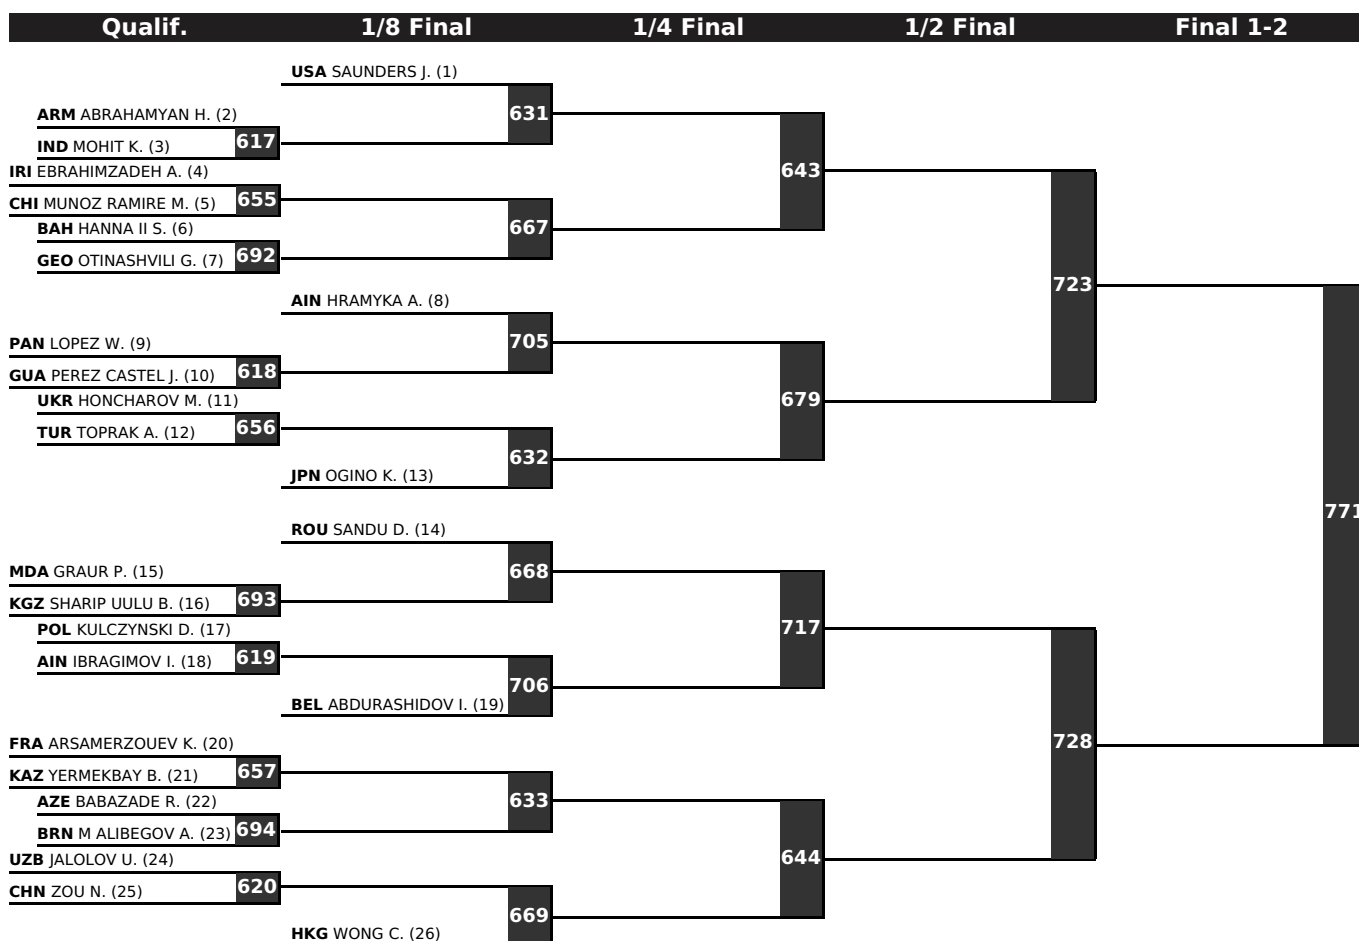 Qualif. 1/8 Final 1/4 Final 1/2 Final Final 1-2
USA SAUNDERS J. (1)
631
ARM ABRAHAMYAN H. (2)
617
IND MOHIT K. (3)
643
IRI EBRAHIMZADEH A. (4)
655
CHI MUNOZ RAMIRE M. (5)
667
BAH HANNA II S. (6)
692
GEO OTINASHVILI G. (7)
723
AIN HRAMYKA A. (8)
705
PAN LOPEZ W. (9)
618
GUA PEREZ CASTEL J. (10)
679
UKR HONCHAROV M. (11)
656
TUR TOPRAK A. (12)
632
JPN OGINO K. (13)
771
ROU SANDU D. (14)
668
MDA GRAUR P. (15)
693
KGZ SHARIP UULU B. (16)
717
POL KULCZYNSKI D. (17)
619
AIN IBRAGIMOV I. (18)
706
BEL ABDURASHIDOV I. (19)
728
FRA ARSAMERZOUEV K. (20)
657
KAZ YERMEKBAY B. (21)
633
AZE BABAZADE R. (22)
694
BRN M ALIBEGOV A. (23)
644
UZB JALOLOV U. (24)
620
CHN ZOU N. (25)
669
HKG WONG C. (26)